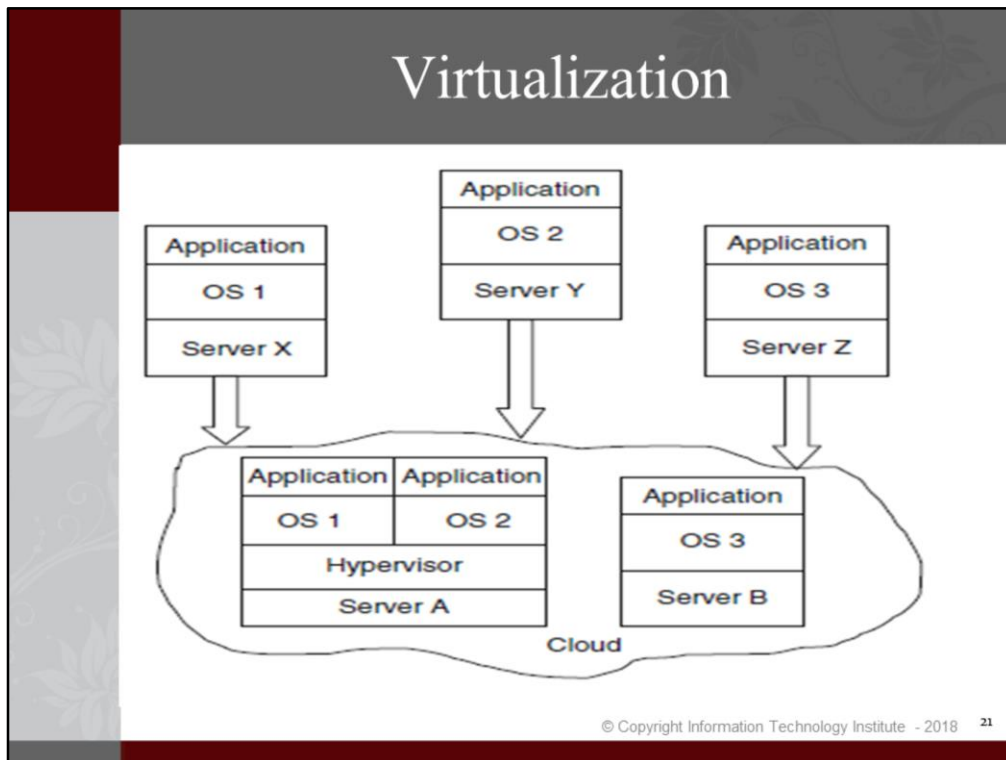 Virtualization
Application
OS 2
Server Y
Application
OS 1
Server X
Application
OS 3
Server Z
Application Application
OS 1 OS 2
Hypervisor
Server A
Application
OS 3
Server B
Cloud
© Copyright Information Technology Institute - 2018 21